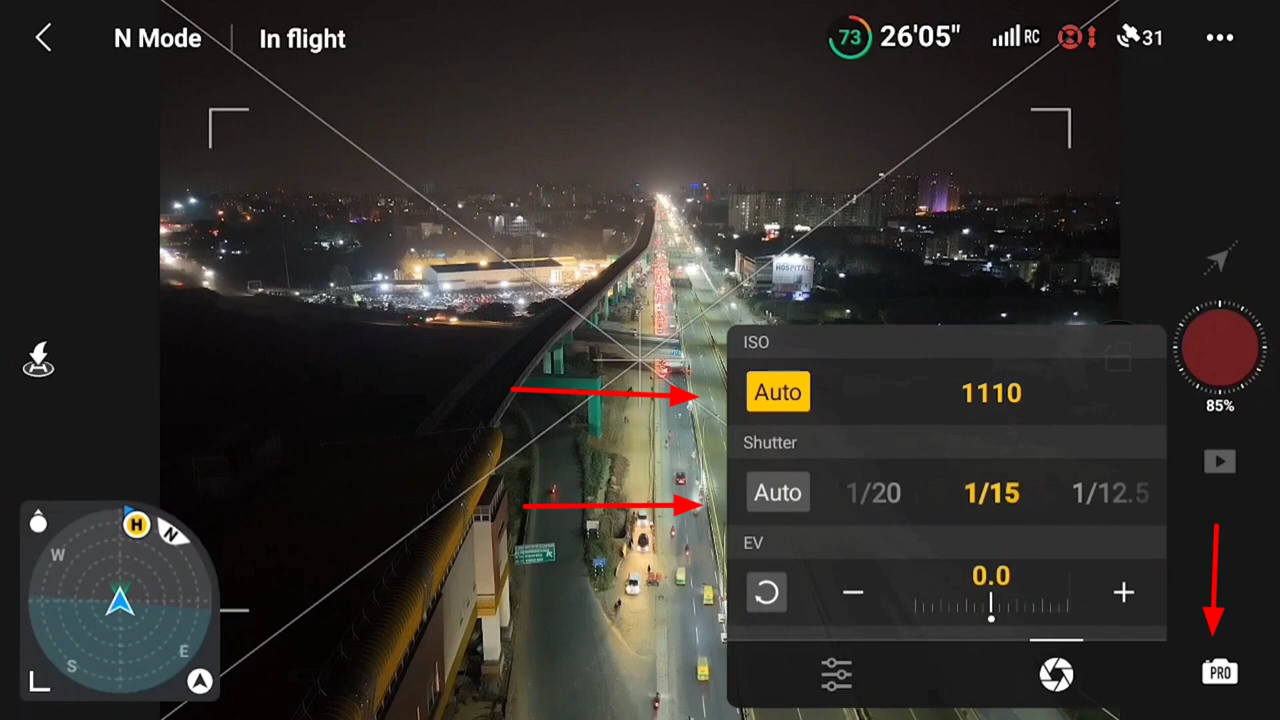 N Mode
In flight
73
26'05"
RC
31
HOSPITAL
ISO
Auto
1110
Shutter
Auto
1/20
1/15
1/12.5
EV
0.0
85%
PRO
H
N
W
S
E